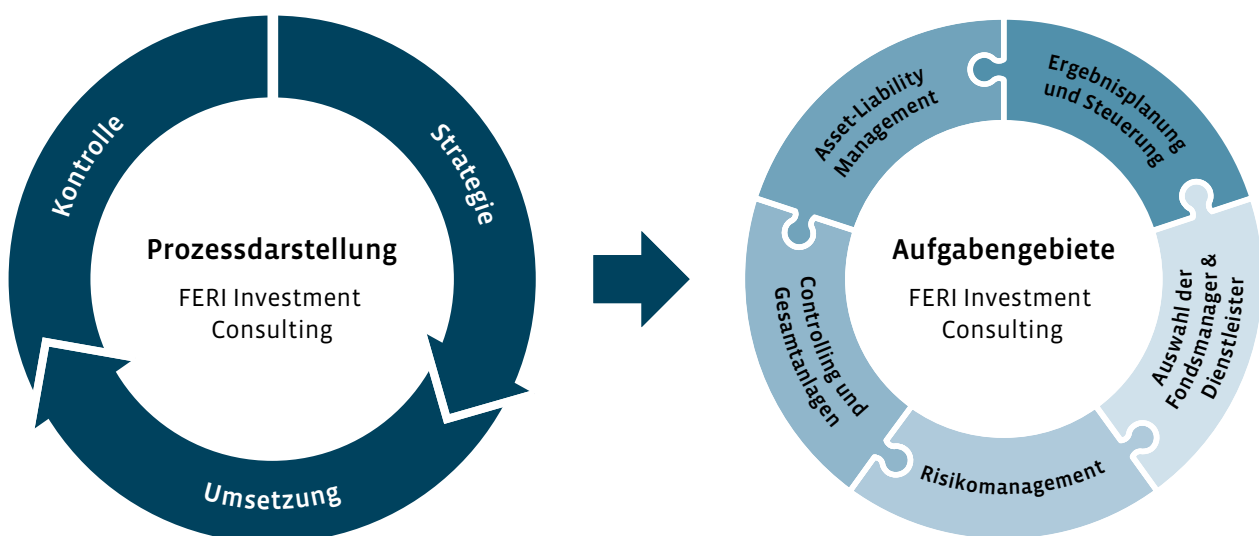 Kontrolle
Strategie
Prozessdarstellung
FERI Investment
Consulting
Umsetzung
Asset-Liability
Management
Ergebnisplanung
und Steuerung
Aufgabengebiete
FERI Investment
Consulting
Controlling und
Gesamtanlagen
Auswahl der
Fondsmanager &
Dienstleister
Risikomanagement